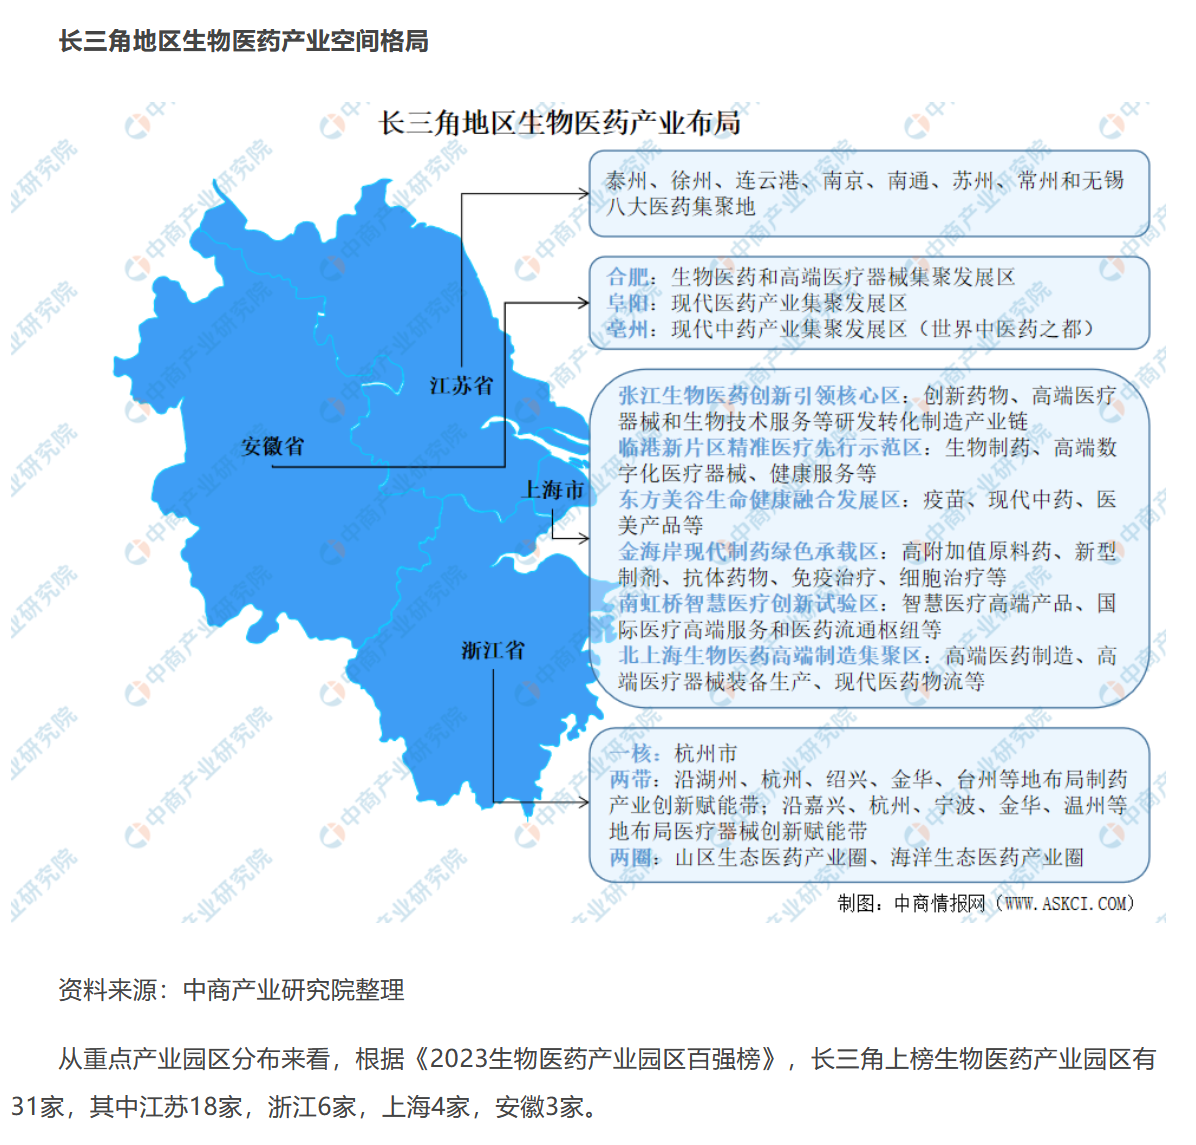 长三角地区生物医药产业空间格局
长三角地区生物医药产业布局
泰州、徐州、连云港、南京、南通、苏州、常州和无锡
八大医药集聚地
合肥：生物医药和高端医疗器械集聚发展区
阜阳：现代医药产业集聚发展区
亳州：现代中药产业集聚发展区（世界中医药之都）
江苏省
安徽省
上海市
浙江省
张江生物医药创新引领核心区：创新药物、高端医疗
器械和生物技术服务等研发转化制造产业链
临港新片区精准医疗先行示范区：生物制药、高端数
字化医疗器械、健康服务等
东方美谷生命健康融合发展区：疫苗、现代中药、医
美产品等
金海岸现代制药绿色承载区：高附加值原料药、新型
制剂、抗体药物、免疫治疗、细胞治疗等
南虹桥智慧医疗创新试验区：智慧医疗高端产品、国
际医疗高端服务和医药流通枢纽等
北上海生物医药高端制造集聚区：高端医药制造、高
端医疗器械装备生产、现代医药物流等
一核：杭州市
两带：沿湖州、杭州、绍兴、金华、台州等地布局制药
产业创新赋能带；沿嘉兴、杭州、宁波、金华、温州等
地布局医疗器械创新赋能带
两圈：山区生态医药产业圈、海洋生态医药产业圈
制图：中商情报网（WWW.ASKCI.COM）
中商产业研究院
资料来源：中商产业研究院整理
从重点产业园区分布来看，根据《2023生物医药产业园区百强榜》，长三角上榜生物医药产业园区有
31家，其中江苏18家，浙江6家，上海4家，安徽3家。